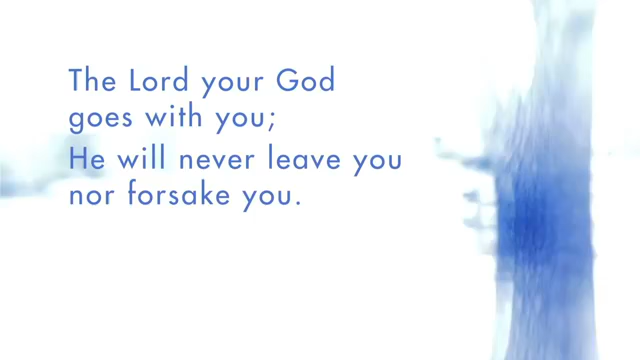 The Lord your God
goes with you;
He will never leave you
nor forsake you.